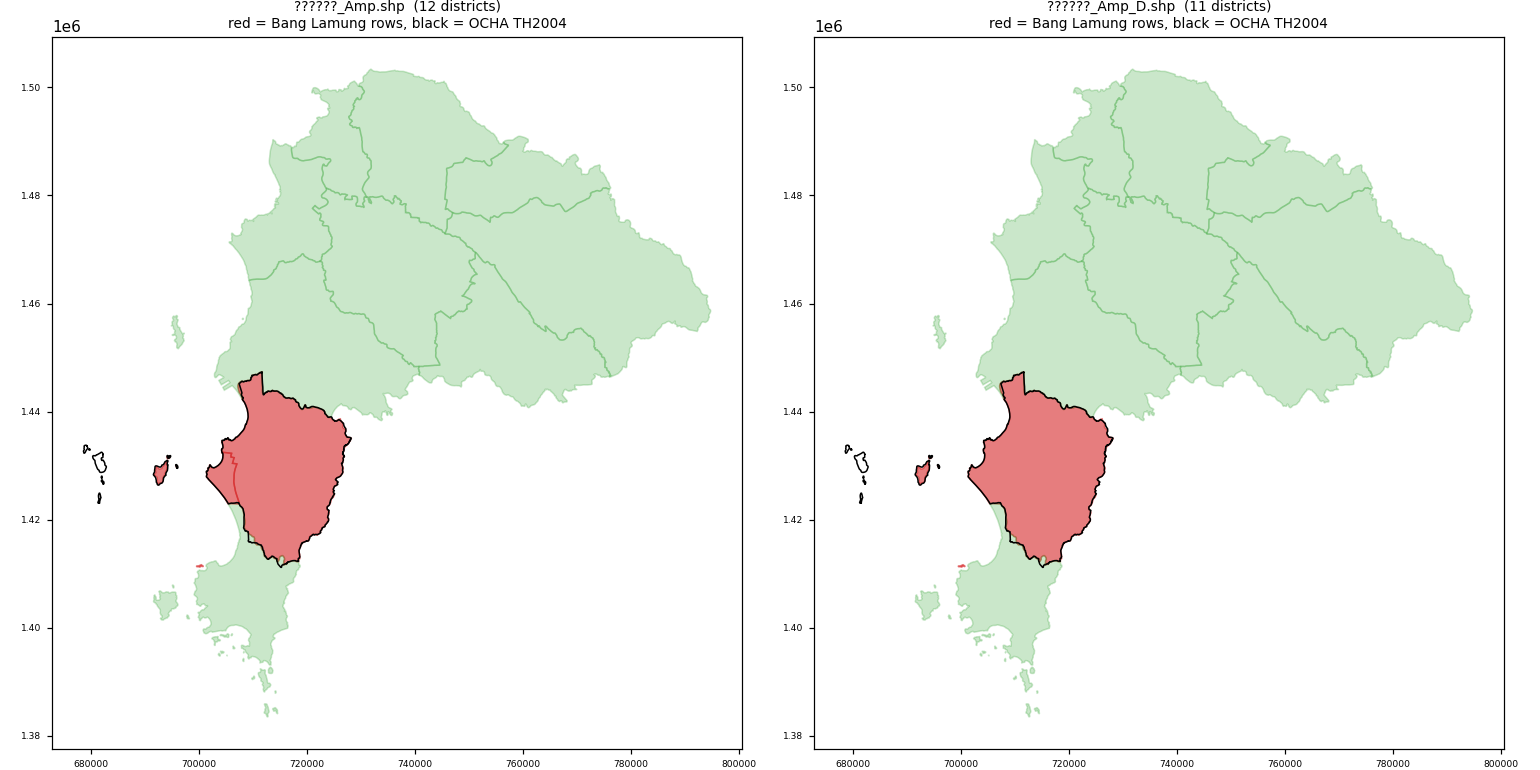 ??????_Amp.shp  (12 districts)
red = Bang Lamung rows, black = OCHA TH2004
1e6
1.50
1.48
1.46
1.44
1.42
1.40
1.38
680000 700000 720000 740000 760000 780000 800000
??????_Amp_D.shp  (11 districts)
red = Bang Lamung rows, black = OCHA TH2004
1e6
1.50
1.48
1.46
1.44
1.42
1.40
1.38
680000 700000 720000 740000 760000 780000 800000